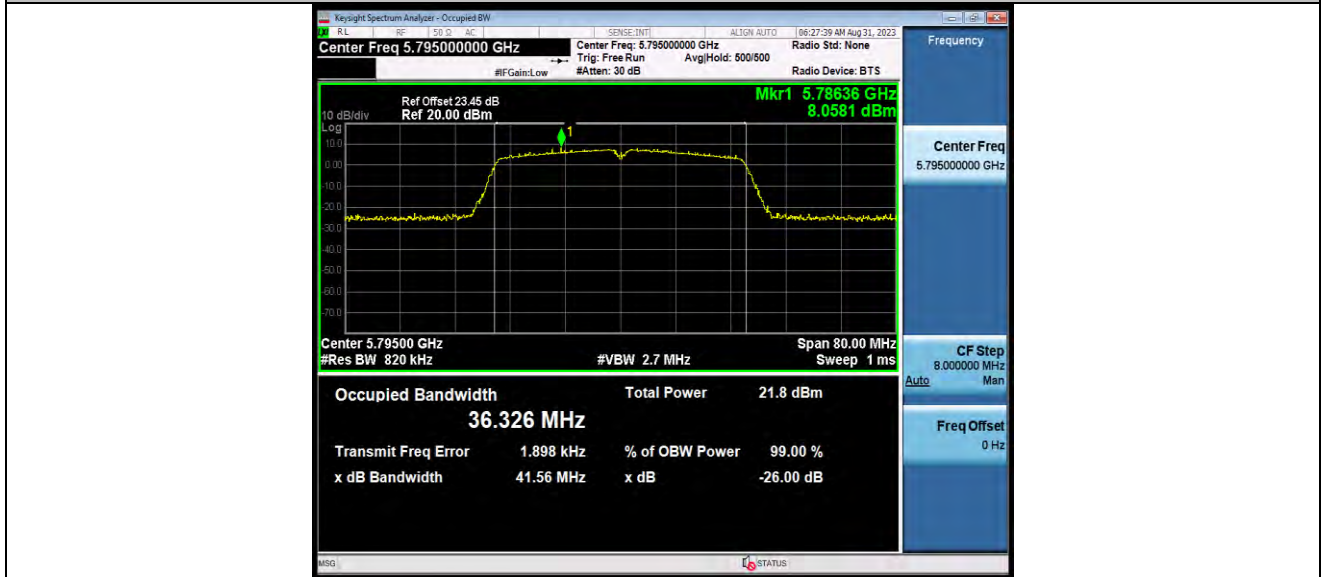 Keysight Spectrum Analyzer - Occupied BW
RL RF 50 Ω AC SENSE:INT ALIGN AUTO 06:27:39 AM Aug 31, 2023
Center Freq 5.795000000 GHz
Center Freq: 5.795000000 GHz
Radio Std: None
Trig: Free Run Avg|Hold: 500/500
#IFGain:Low
#Atten: 30 dB
Radio Device: BTS
Mkr1 5.78636 GHz
8.0581 dBm
Ref Offset 23.45 dB
10 dB/div Ref 20.00 dBm
Log
1
10.0
0.00
-10.0
-20.0
-30.0
-40.0
-50.0
-60.0
-70.0
Center 5.79500 GHz Span 80.00 MHz
#Res BW 820 kHz #VBW 2.7 MHz Sweep 1 ms
Occupied Bandwidth Total Power 21.8 dBm
36.326 MHz
Transmit Freq Error 1.898 kHz % of OBW Power 99.00 %
x dB Bandwidth 41.56 MHz x dB -26.00 dB
MSG STATUS
Frequency
Center Freq
5.795000000 GHz
CF Step
8.000000 MHz
Auto Man
Freq Offset
0 Hz